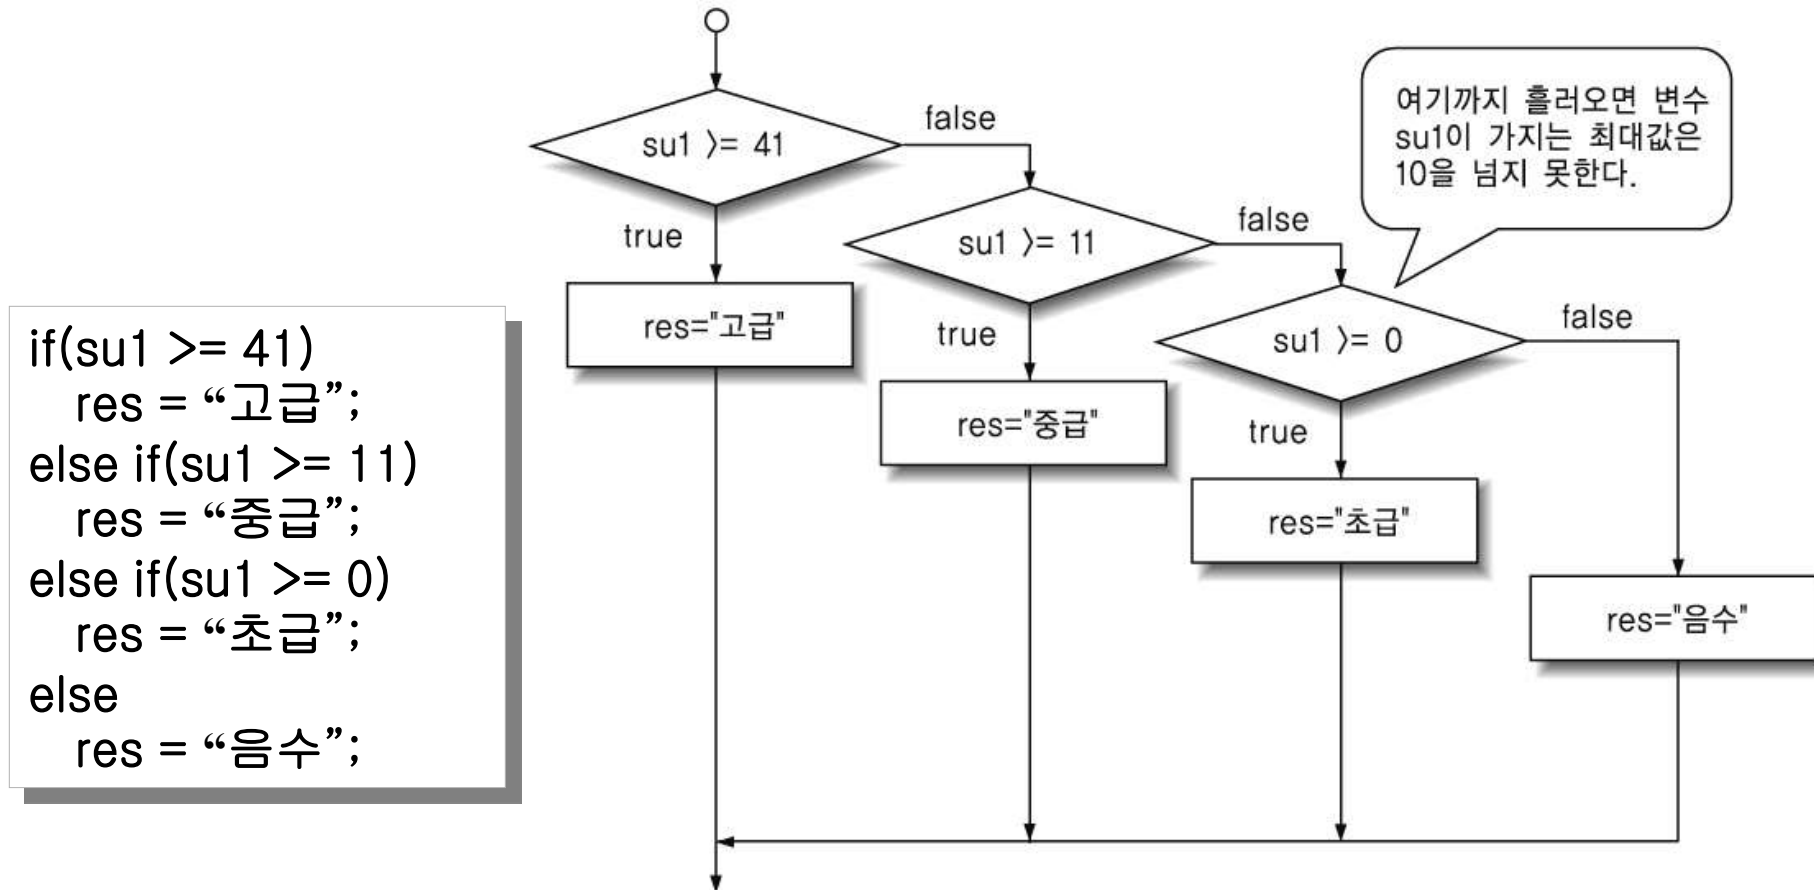 if(su1 >= 41)
res = “고급”;
else if(su1 >= 11)
res = “중급”;
else if(su1 >= 0)
res = “초급”;
else
res = “음수”;
su1 >= 41
false
true
res="고급"
su1 >= 11
false
true
res="중급"
여기까지 흘러오면 변수
su1이 가지는 최대값은
10을 넘지 못한다.
su1 >= 0
false
true
res="초급"
res="음수"